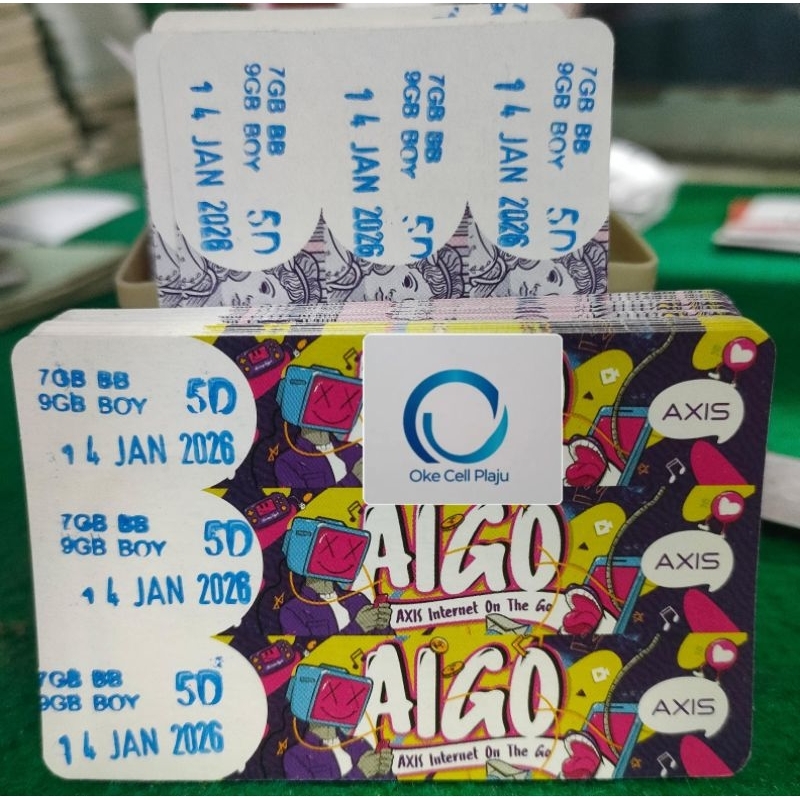 7GB BB
9GB BOY 5D
14 JAN 2026
7GB BB
9GB BOY 5D
14 JAN 2026
7GB BB
9GB BOY 5D
14 JAN 2026
7GB BB
9GB BOY 5D
14 JAN 2026
AXIS
Oke Cell Plaju
7GB BB
9GB BOY 5D
14 JAN 2026
AIGO
AXIS Internet On The Go
AXIS
7GB BB
9GB BOY 5D
14 JAN 2026
AIGO
AXIS Internet On The Go
AXIS